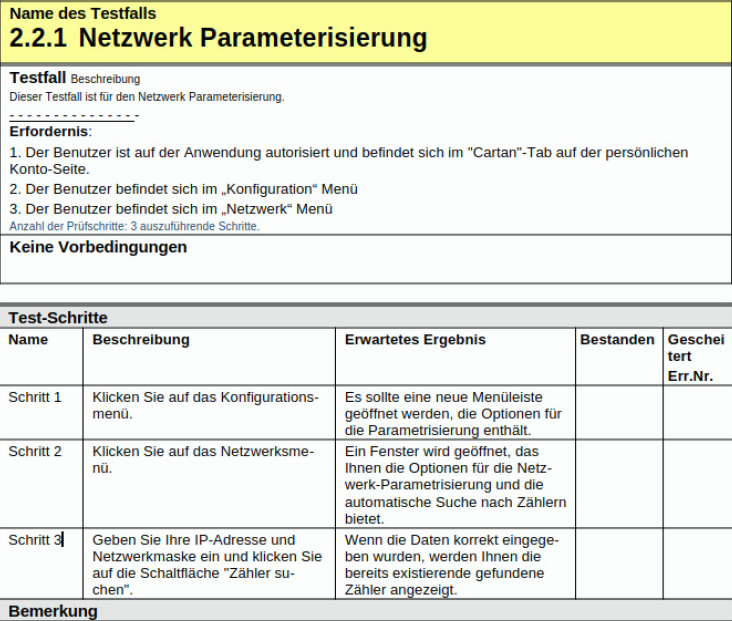 Name des Testfalls
2.2.1 Netzwerk Parameterisierung
Testfall Beschreibung
Dieser Testfall ist für den Netzwerk Parameterisierung.
- - - - - - - - - - - - - - -
Erfordernis:
1. Der Benutzer ist auf der Anwendung autorisiert und befindet sich im "Cartan"-Tab auf der persönlichen
Konto-Seite.
2. Der Benutzer befindet sich im „Konfiguration“ Menü
3. Der Benutzer befindet sich im „Netzwerk“ Menü
Anzahl der Prüfschritte: 3 auszuführende Schritte.
Keine Vorbedingungen
Test-Schritte
Name
Beschreibung
Erwartetes Ergebnis
Bestanden
Geschei
tert
Err.Nr.
Schritt 1
Klicken Sie auf das Konfigurations-
menü.
Es sollte eine neue Menüleiste
geöffnet werden, die Optionen für
die Parametrisierung enthält.
Schritt 2
Klicken Sie auf das Netzwerksme-
nü.
Ein Fenster wird geöffnet, das
Ihnen die Optionen für die Netz-
werk-Parametrisierung und die
automatische Suche nach Zählern
bietet.
Schritt 3
Geben Sie Ihre IP-Adresse und
Netzwerkmaske ein und klicken Sie
auf die Schaltfläche "Zähler su-
chen".
Wenn die Daten korrekt eingege-
ben wurden, werden Ihnen die
bereits existierende gefundene
Zähler angezeigt.
Bemerkung